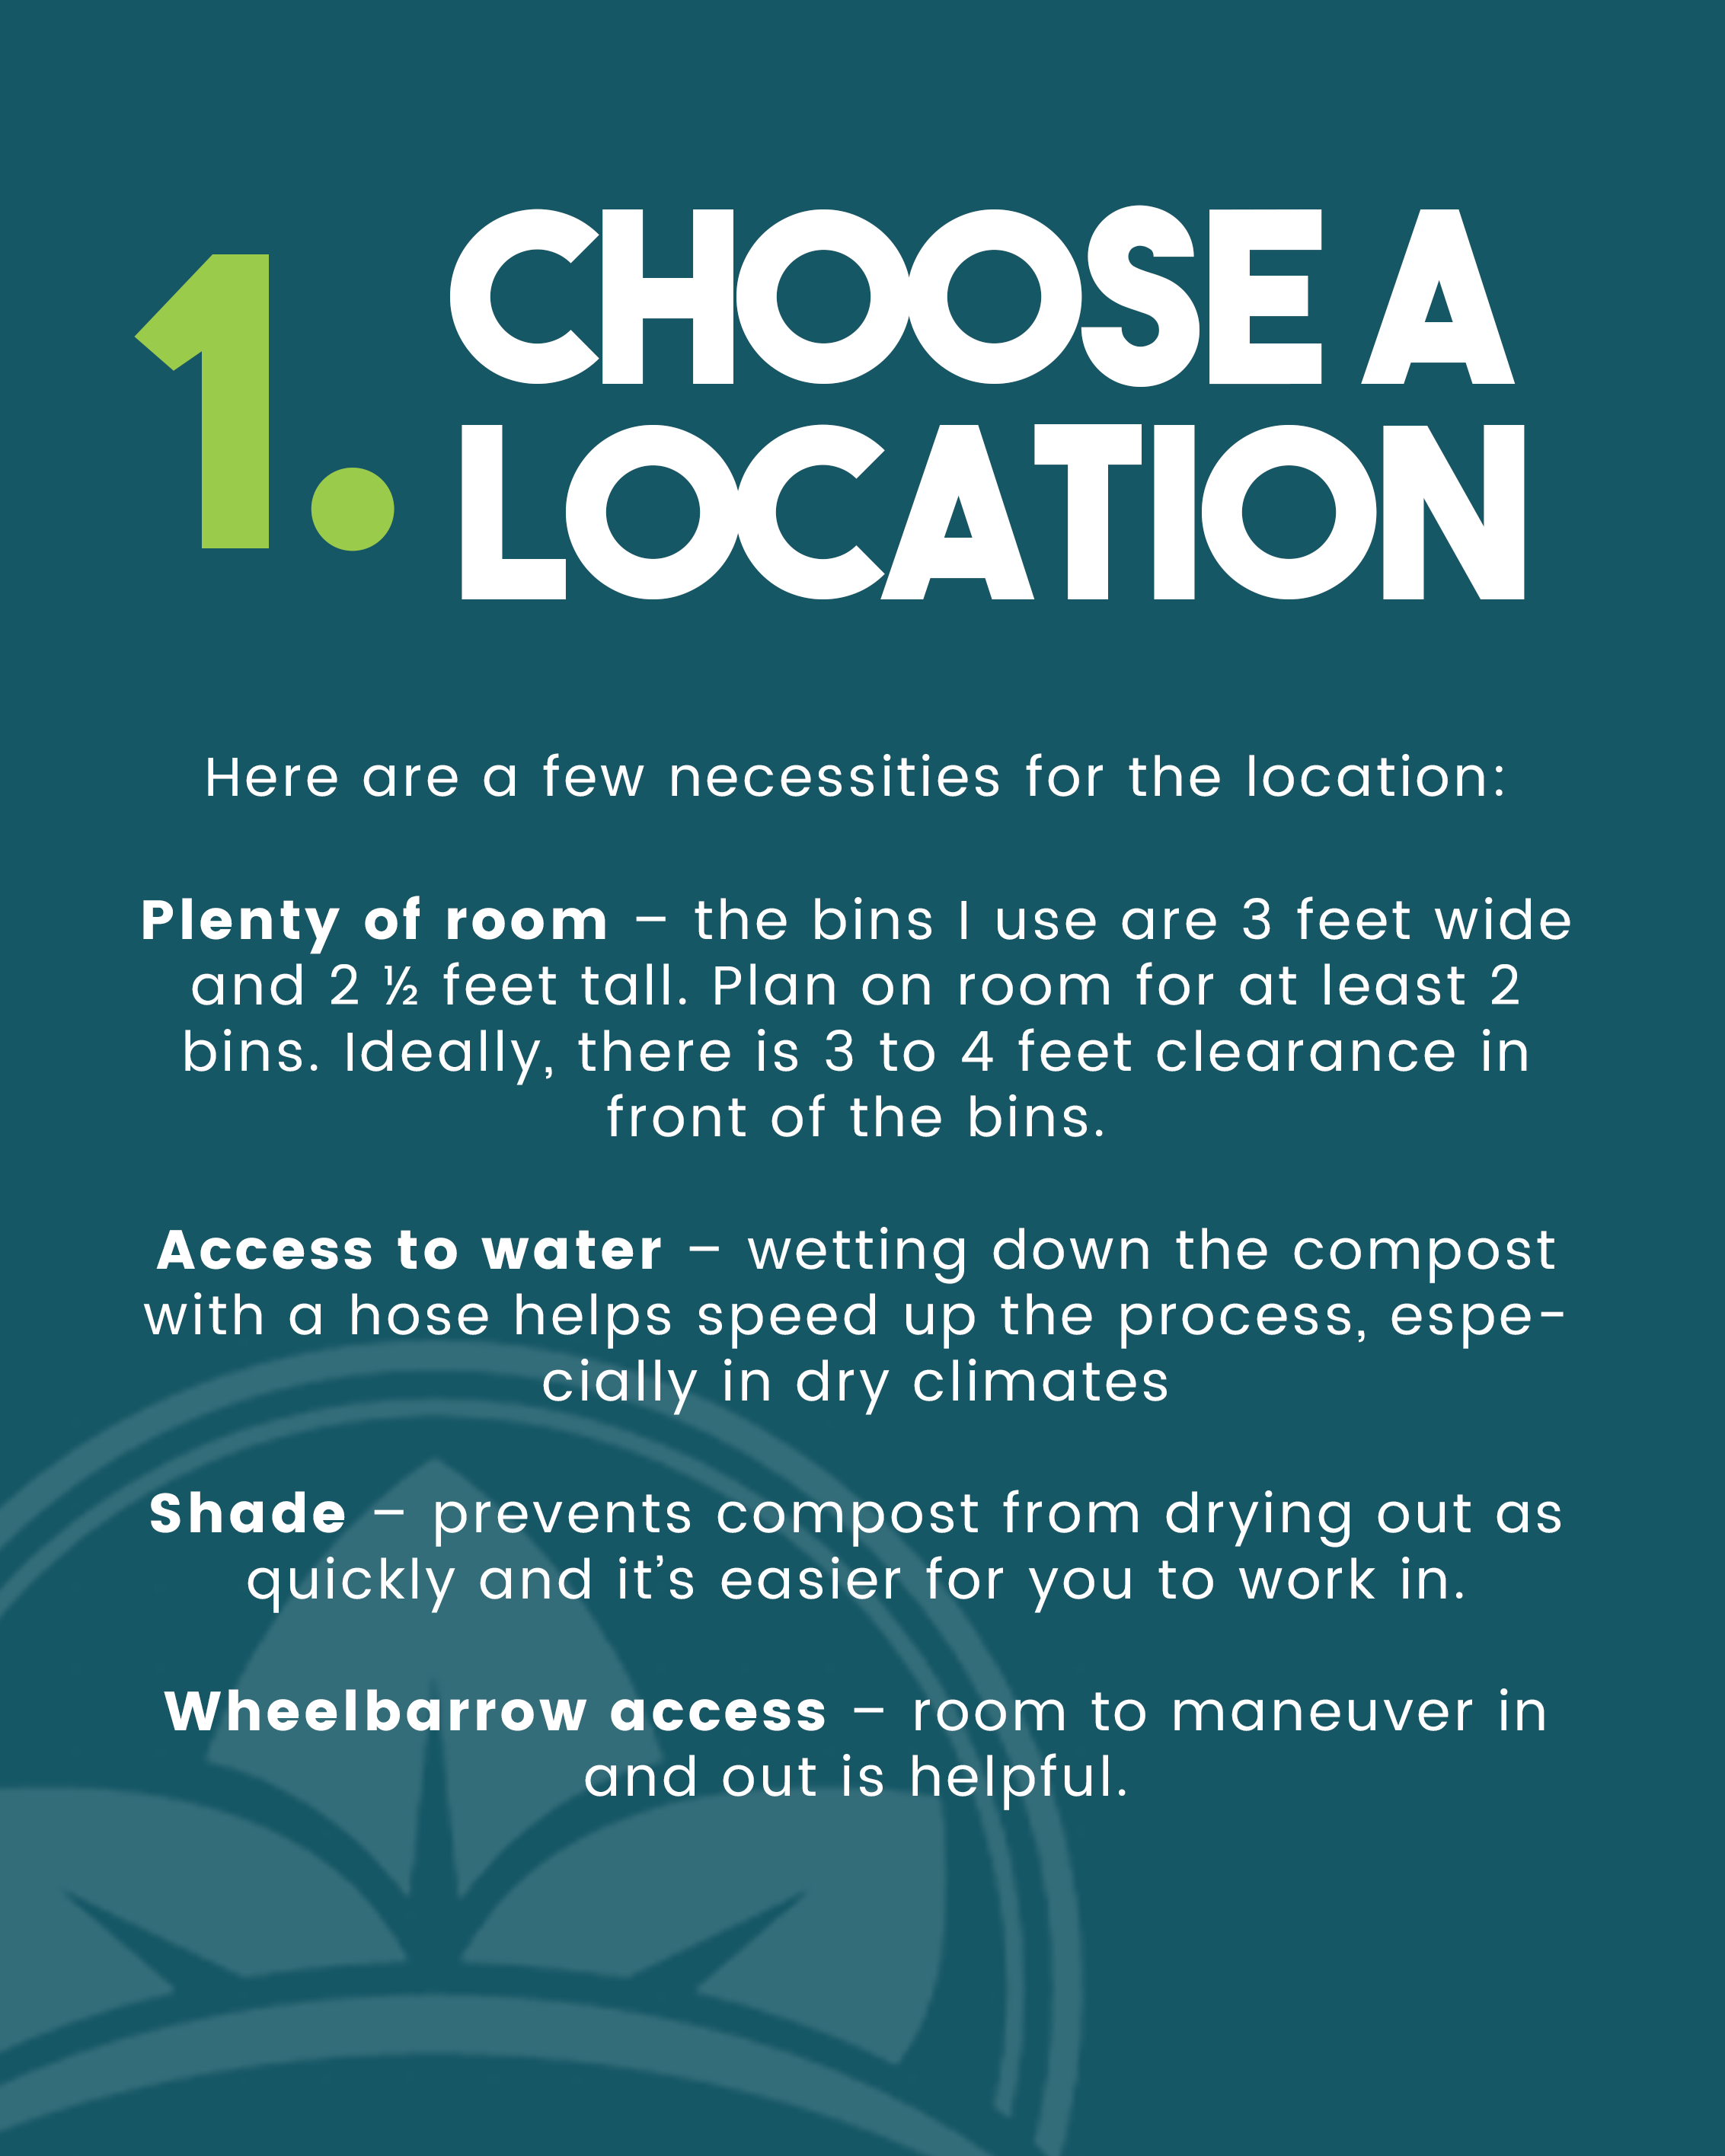 1. CHOOSE A
LOCATION
Here are a few necessities for the location:
Plenty of room – the bins I use are 3 feet wide
and 2 ½ feet tall. Plan on room for at least 2
bins. Ideally, there is 3 to 4 feet clearance in
front of the bins.
Access to water – wetting down the compost
with a hose helps speed up the process, espe-
cially in dry climates
Shade – prevents compost from drying out as
quickly and it’s easier for you to work in.
Wheelbarrow access – room to maneuver in
and out is helpful.